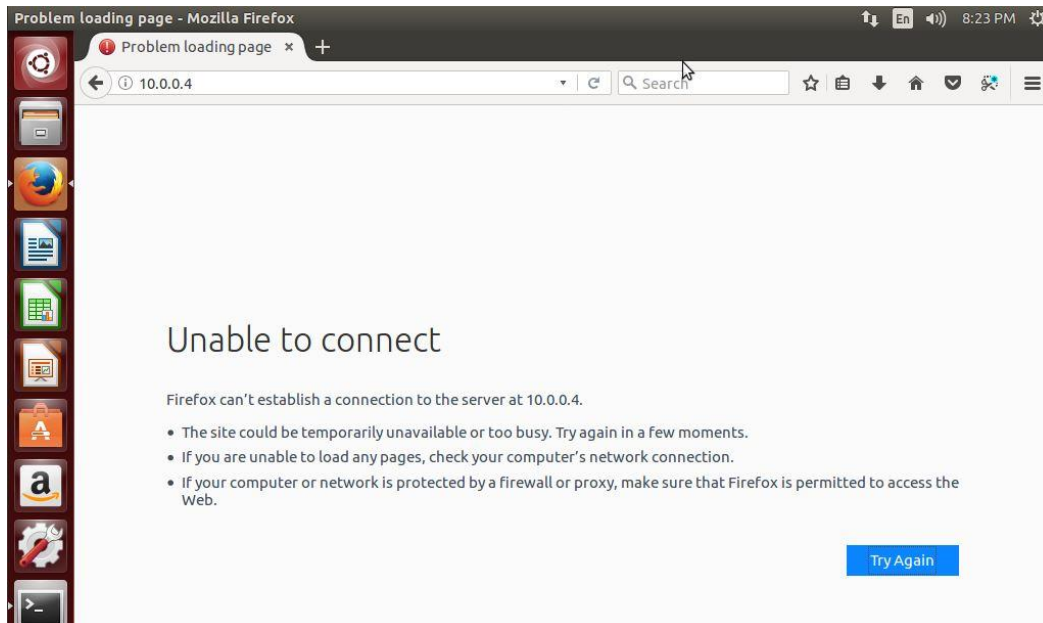 Problem loading page - Mozilla Firefox
En
8:23 PM
Problem loading page
10.0.0.4
Search
Unable to connect
Firefox can’t establish a connection to the server at 10.0.0.4.
• The site could be temporarily unavailable or too busy. Try again in a few moments.
• If you are unable to load any pages, check your computer’s network connection.
• If your computer or network is protected by a firewall or proxy, make sure that Firefox is permitted to access the
Web.
Try Again